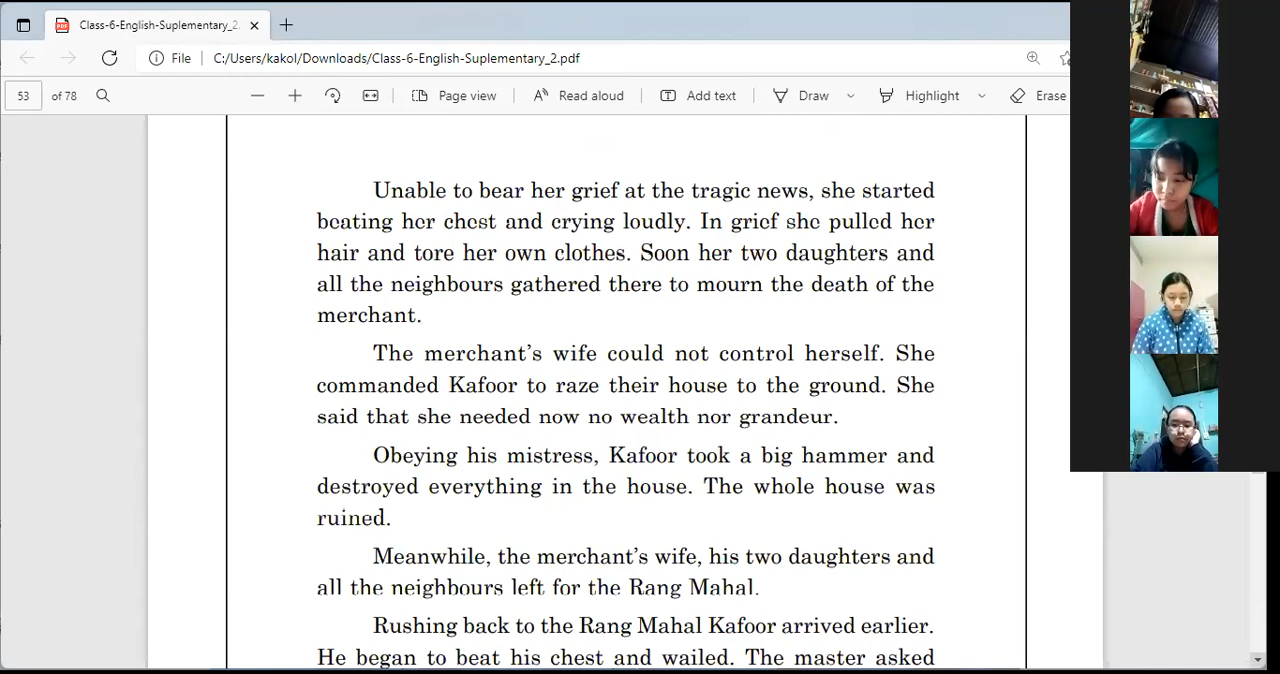 Class-6-English-Suplementary_2.
File
C:/Users/kakol/Downloads/Class-6-English-Suplementary_2.pdf
53 of 78
Page view
Read aloud
Add text
Draw
Highlight
Erase
Unable to bear her grief at the tragic news, she started
beating her chest and crying loudly. In grief she pulled her
hair and tore her own clothes. Soon her two daughters and
all the neighbours gathered there to mourn the death of the
merchant.
The merchant's wife could not control herself. She
commanded Kafoor to raze their house to the ground. She
said that she needed now no wealth nor grandeur.
Obeying his mistress, Kafoor took a big hammer and
destroyed everything in the house. The whole house was
ruined.
Meanwhile, the merchant's wife, his two daughters and
all the neighbours left for the Rang Mahal.
Rushing back to the Rang Mahal Kafoor arrived earlier.
He began to beat his chest and wailed. The master asked